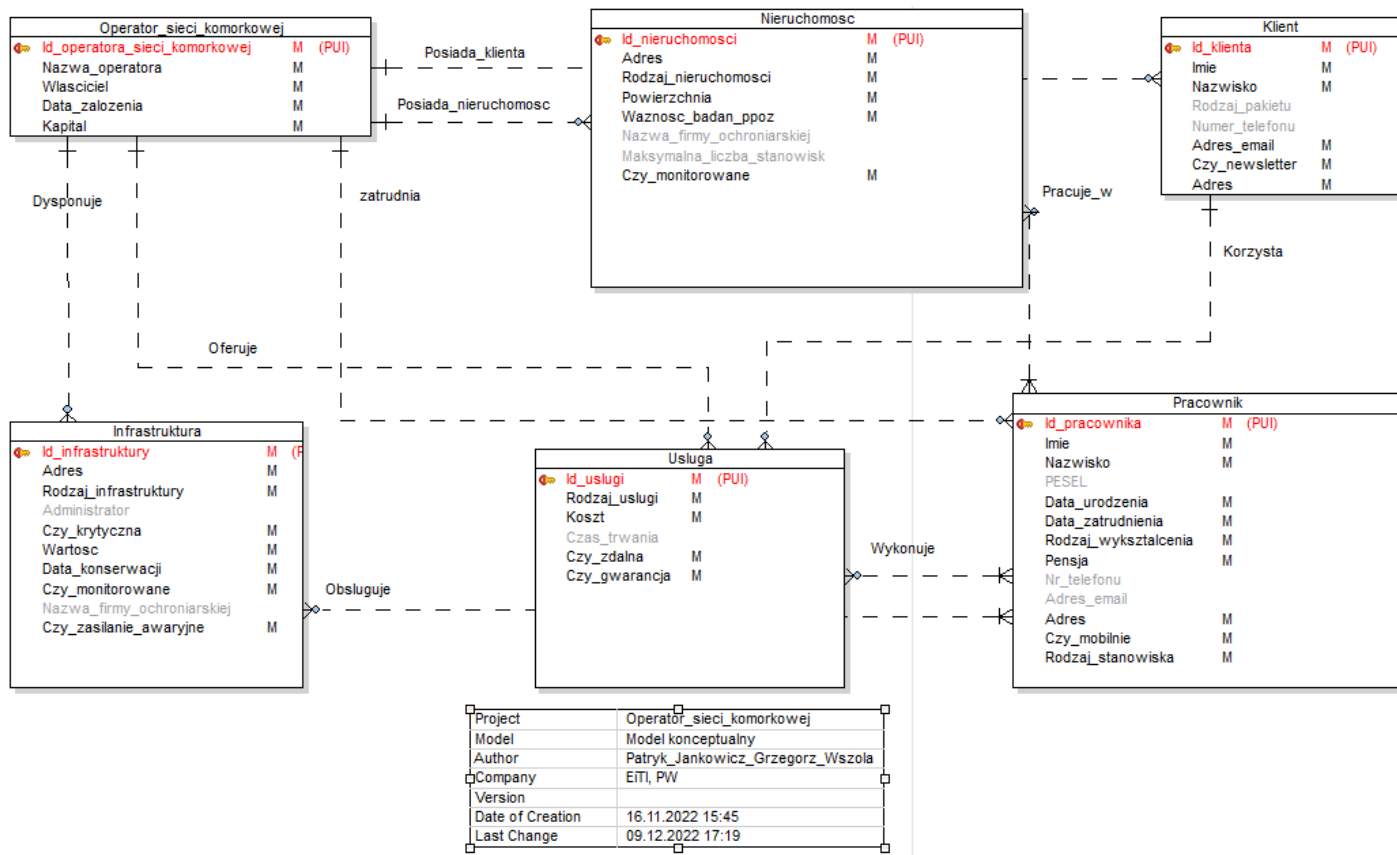 Operator_sieci_komorkowej
Id_operatora_sieci_komorkowej M (PUI)
Nazwa_operatora M
Wlasciciel M
Data_zalozenia M
Kapital M
Posiada_klienta
Posiada_nieruchomosc
Nieruchomosc
Id_nieruchomosci M (PUI)
Adres M
Rodzaj_nieruchomosci M
Powierzchnia M
Waznosc_badan_ppoz M
Nazwa_firmy_ochroniarskiej
Maksymalna_liczba_stanowisk
Czy_monitorowane M
Klient
Id_klienta M (PUI)
Imie M
Nazwisko M
Rodzaj_pakietu
Numer_telefonu
Adres_email M
Czy_newsletter M
Adres M
Dysponuje
zatrudnia
Pracuje_w
Korzysta
Oferuje
Infrastruktura
Id_infrastruktury M (P
Adres M
Rodzaj_infrastruktury M
Administrator
Czy_krytyczna M
Wartosc M
Data_konserwacji M
Czy_monitorowane M
Nazwa_firmy_ochroniarskiej
Czy_zasilanie_awaryjne M
Obsluguje
Usluga
Id_uslugi M (PUI)
Rodzaj_uslugi M
Koszt M
Czas_trwania
Czy_zdalna M
Czy_gwarancja M
Wykonuje
Pracownik
Id_pracownika M (PUI)
Imie M
Nazwisko M
PESEL
Data_urodzenia M
Data_zatrudnienia M
Rodzaj_wyksztalcenia M
Pensja M
Nr_telefonu
Adres_email
Adres M
Czy_mobilnie M
Rodzaj_stanowiska M
Project Operator_sieci_komorkowej
Model Model konceptualny
Author Patryk_Jankowicz_Grzegorz_Wszola
Company EiTI, PW
Version
Date of Creation 16.11.2022 15:45
Last Change 09.12.2022 17:19